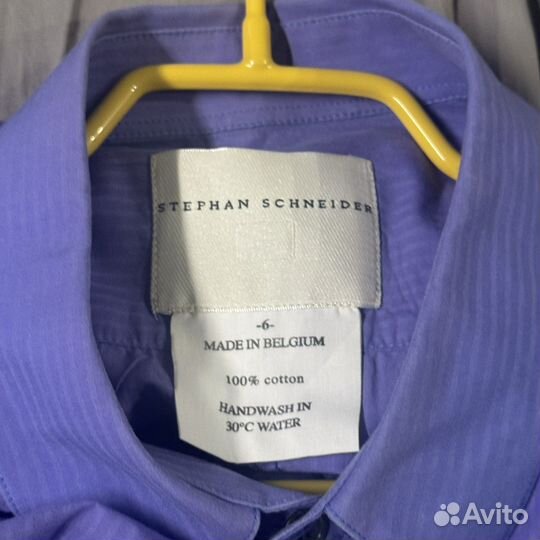 STEPHAN SCHNEIDER
-6-
MADE IN BELGIUM
100% cotton
HANDWASH IN
30°C WATER
Avito